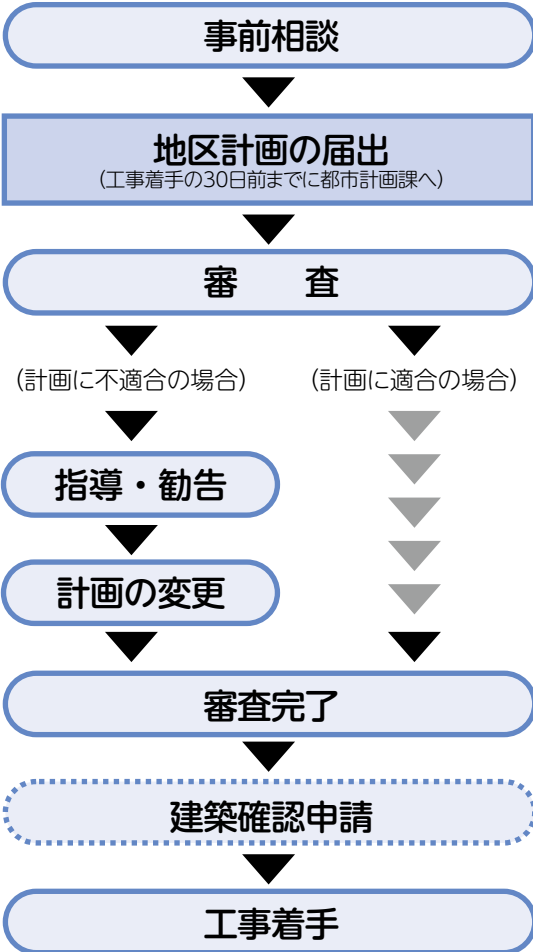 事前相談
地区計画の届出
(工事着手の30日前までに都市計画課へ)
審　　査
(計画に不適合の場合)
(計画に適合の場合)
指導・勧告
計画の変更
審査完了
建築確認申請
工事着手